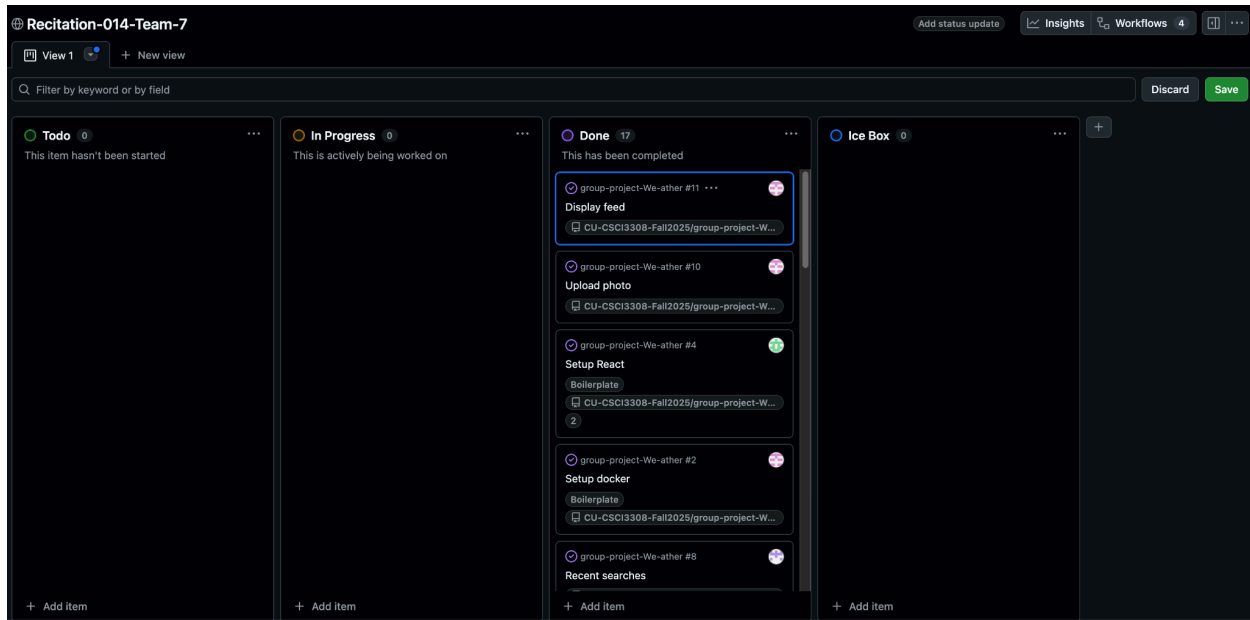 Recitation-014-Team-7
Add status update
Insights
Workflows 4
View 1
New view
Filter by keyword or by field
Discard
Save
Todo 0
This item hasn't been started
Add item
In Progress 0
This is actively being worked on
Add item
Done 17
This has been completed
group-project-We-ather #11
Display feed
CU-CSCI3308-Fall2025/group-project-W...
group-project-We-ather #10
Upload photo
CU-CSCI3308-Fall2025/group-project-W...
group-project-We-ather #4
Setup React
Boilerplate
CU-CSCI3308-Fall2025/group-project-W...
2
group-project-We-ather #2
Setup docker
Boilerplate
CU-CSCI3308-Fall2025/group-project-W...
group-project-We-ather #8
Recent searches
Add item
Ice Box 0
Add item